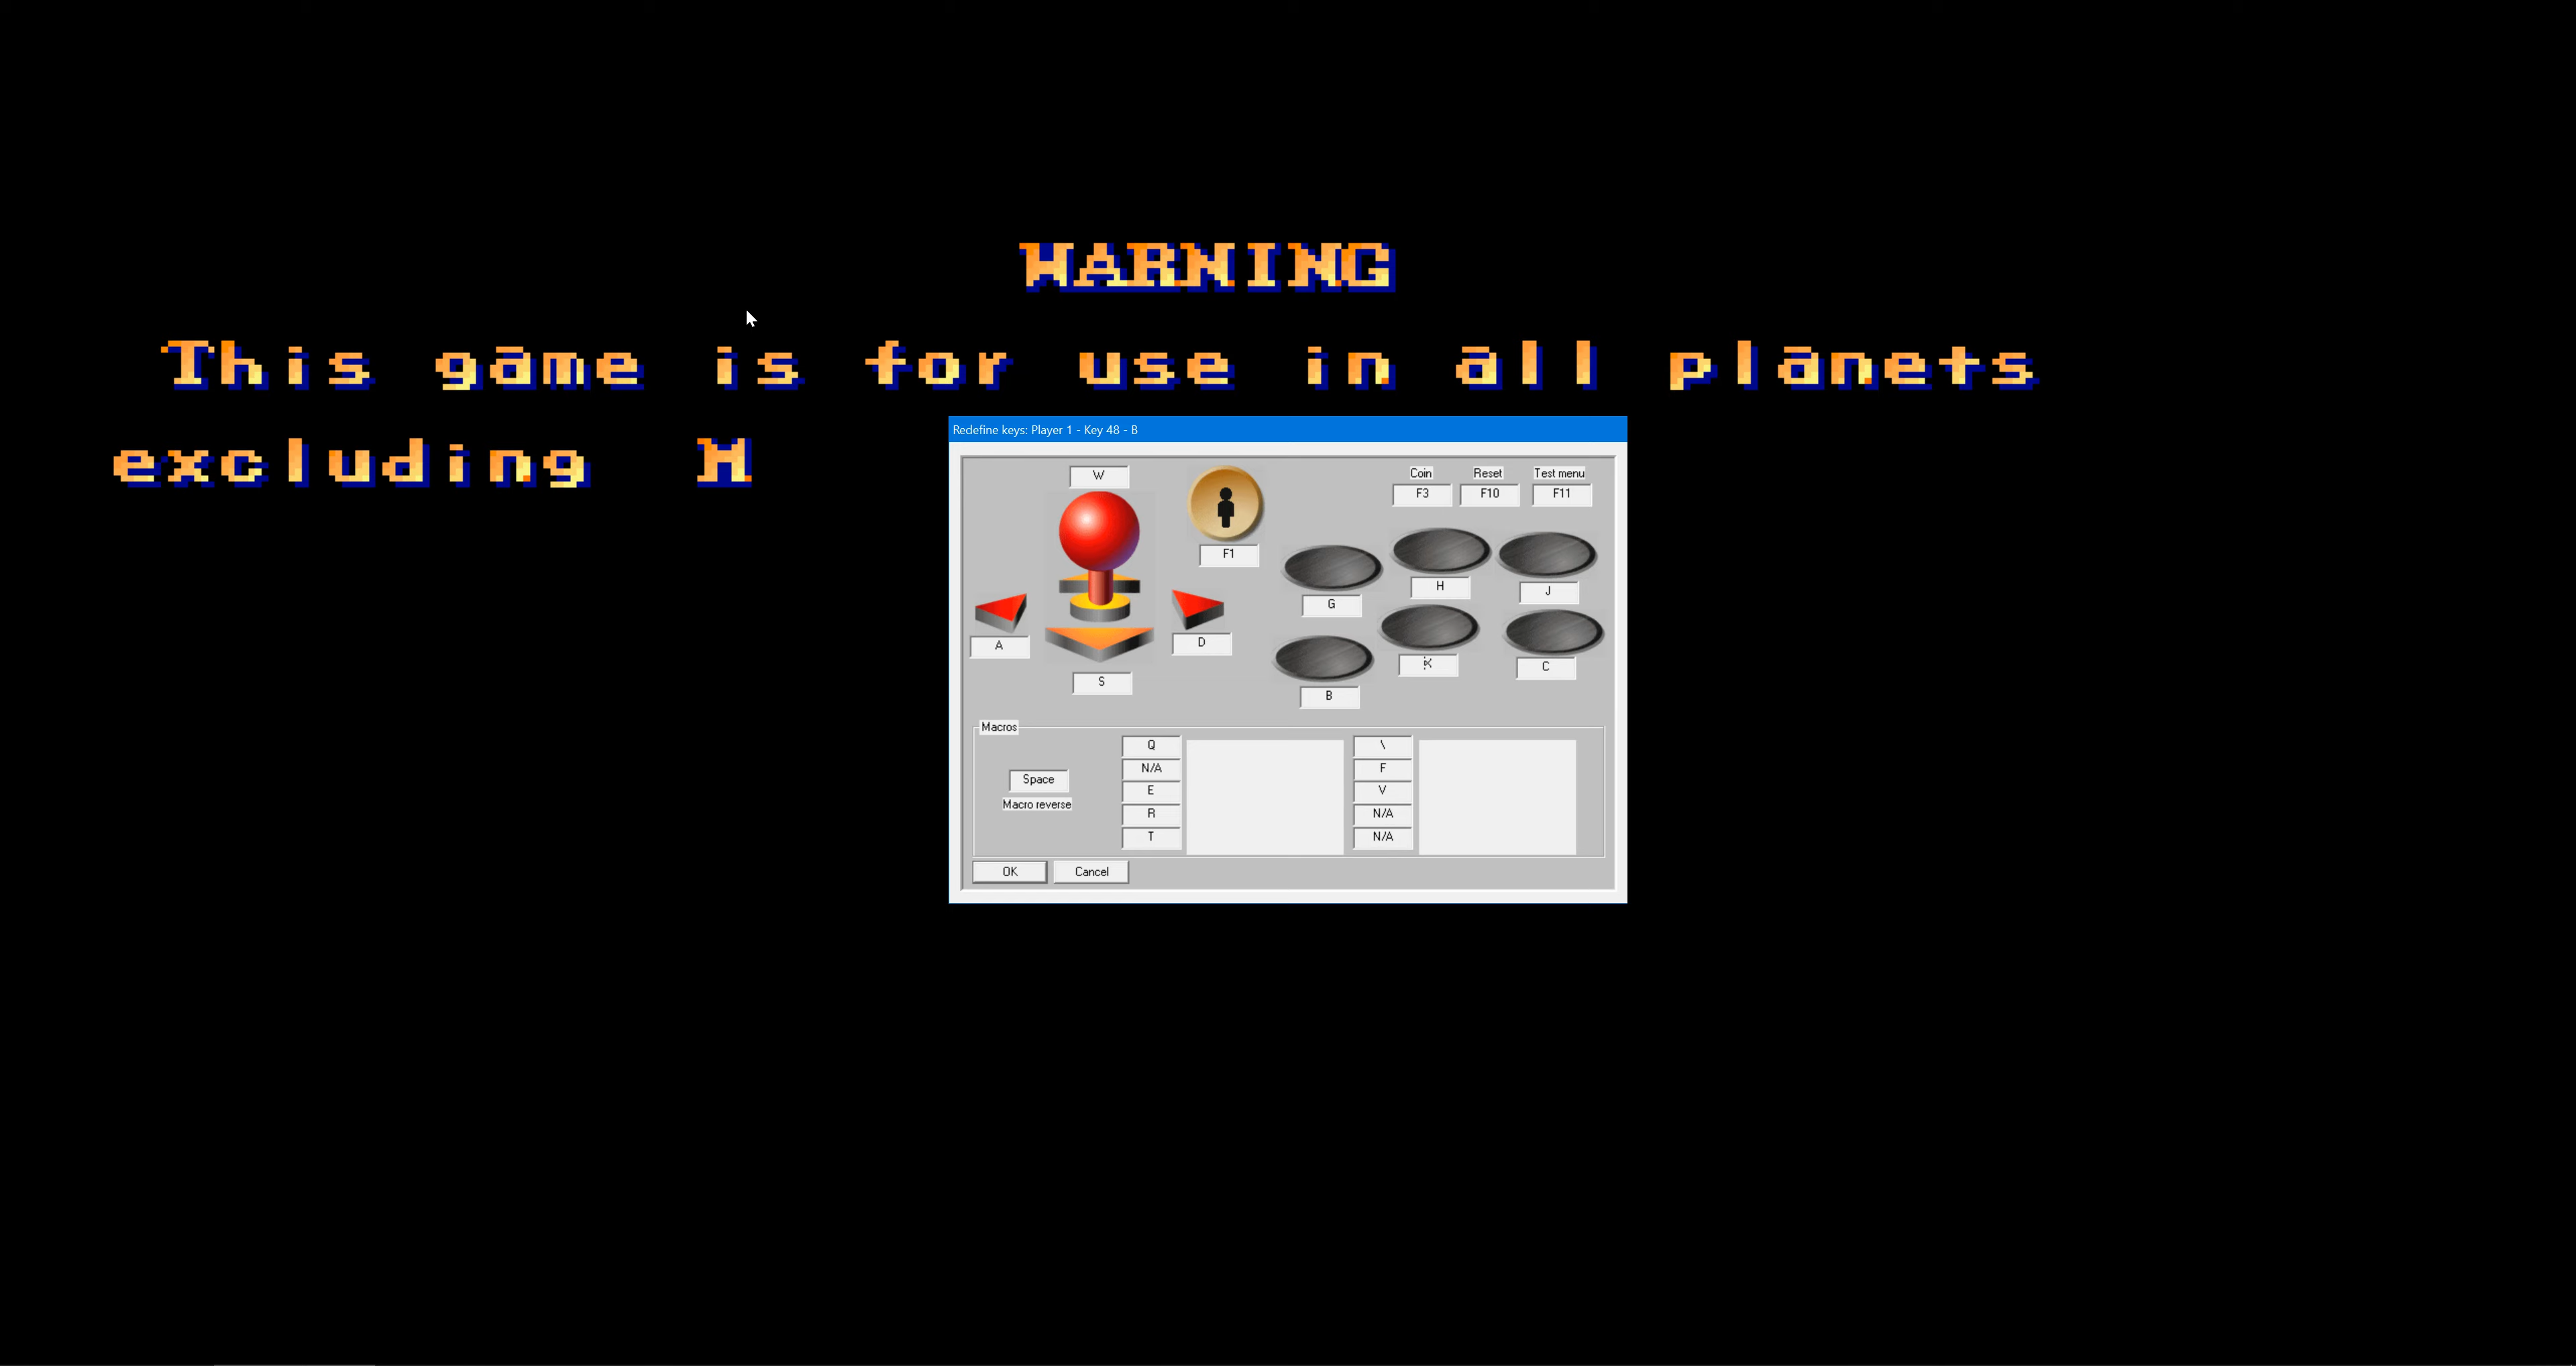 WARNING
This game is for use in all planets
excluding M
Redefine keys: Player 1 - Key 48 - B
W
Coin Reset Test menu
F3 F10 F11
F1
H
J
G
A
D
K
C
S
B
Macros
Q \
N/A F
Space
E V
Macro reverse
R N/A
T N/A
OK Cancel